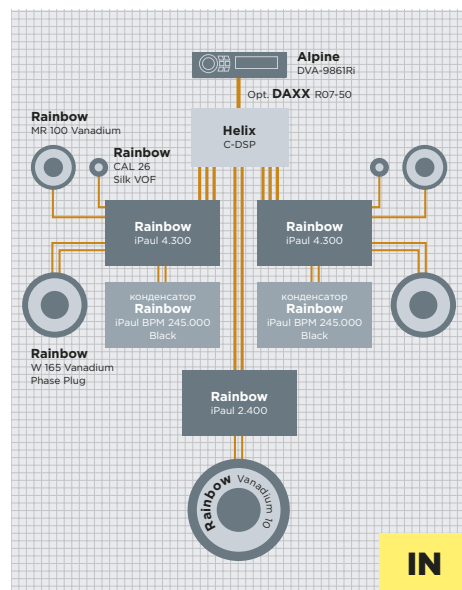 Alpine
DVA-9861Ri
Opt. DAXX R07-50
Rainbow
MR 100 Vanadium
Helix
C-DSP
Rainbow
CAL 26
Silk VOF
Rainbow
iPaul 4.300
Rainbow
iPaul 4.300
конденсатор
Rainbow
iPaul BPM 245.000
Black
конденсатор
Rainbow
iPaul BPM 245.000
Black
Rainbow
W 165 Vanadium
Phase Plug
Rainbow
iPaul 2.400
Rainbow Vanadium 10
IN